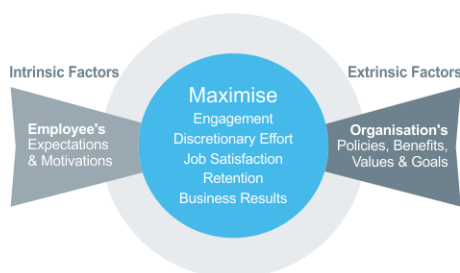 Intrinsic Factors
Extrinsic Factors
Employee's
Expectations
& Motivations
Maximise
Engagement
Discretionary Effort
Job Satisfaction
Retention
Business Results
Organisation's
Policies, Benefits,
Values & Goals